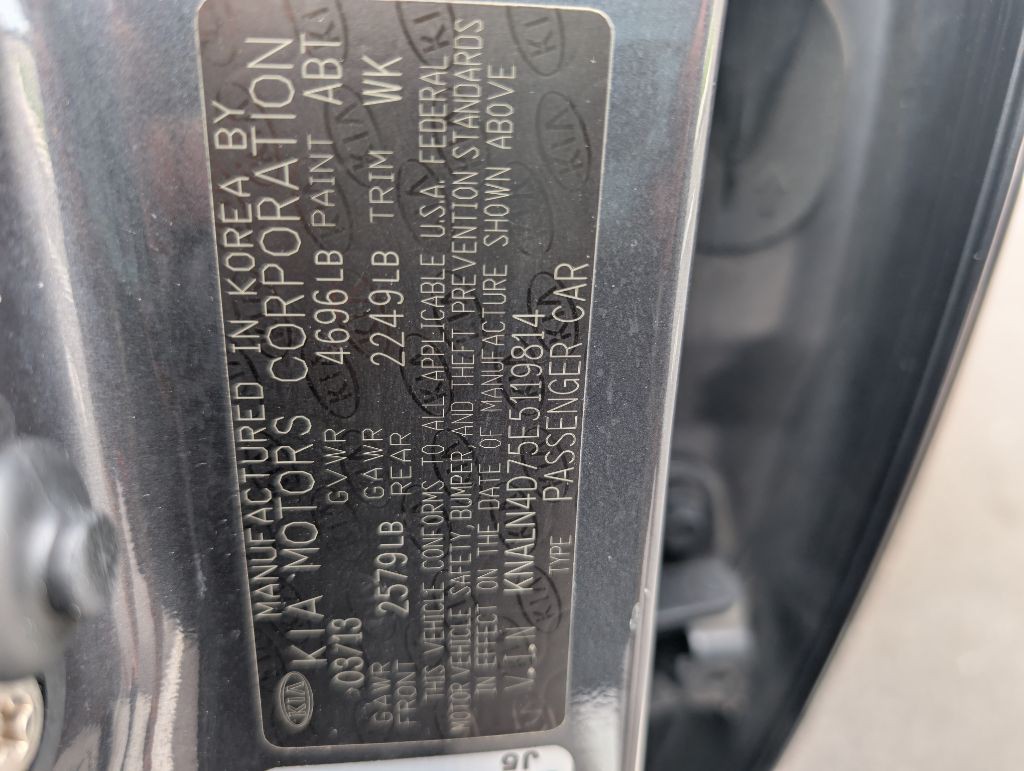 MANUFACTURED IN KOREA BY
KIA KIA MOTORS CORPORATION
03/13 GVWR 4696LB PAINT ABT
GAWR FRONT 2579LB GAWR REAR 2249LB TRIM WK
THIS VEHICLE CONFORMS TO ALL APPLICABLE U.S.A. FEDERAL
MOTOR VEHICLE SAFETY, BUMPER AND THEFT PREVENTION STANDARDS
IN EFFECT ON THE DATE OF MANUFACTURE SHOWN ABOVE
V.I.N KNALN4D75E5119814
TYPE PASSENGER CAR